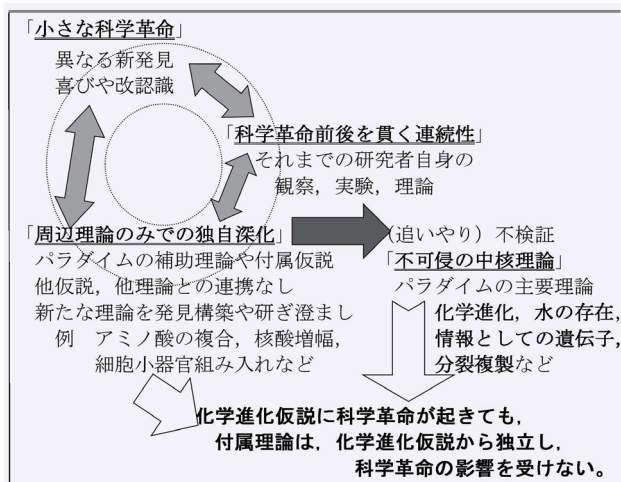 「小さな科学革命」
異なる新発見
喜びや改認識
「科学革命前後を貫く連続性」
それまでの研究者自身の
観察，実験，理論
「周辺理論のみでの独自深化」
パラダイムの補助理論や付属仮説
他仮説，他理論との連携なし
新たな理論を発見構築や研ぎ澄まし
例　アミノ酸の複合，核酸増幅，
細胞小器官組み入れなど
（追いやり）不検証
「不可侵の中核理論」
パラダイムの主要理論
化学進化，水の存在，
情報としての遺伝子，
分裂複製など
化学進化仮説に科学革命が起きても，
付属理論は，化学進化仮説から独立し，
科学革命の影響を受けない。